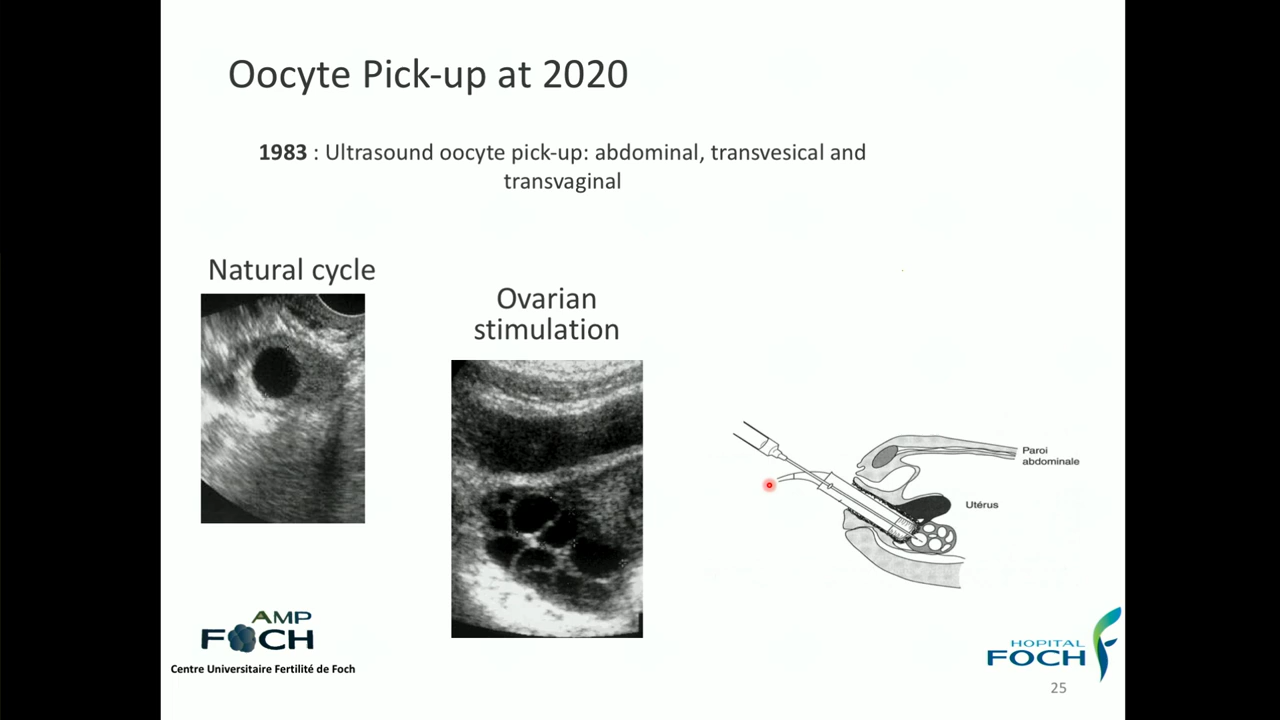 Oocyte Pick-up at 2020
1983 : Ultrasound oocyte pick-up: abdominal, transvesical and
transvaginal
Natural cycle
Ovarian
stimulation
Paroi
abdominale
Utérus
AMP
FOCH
Centre Universitaire Fertilité de Foch
HOPITAL
FOCH
25